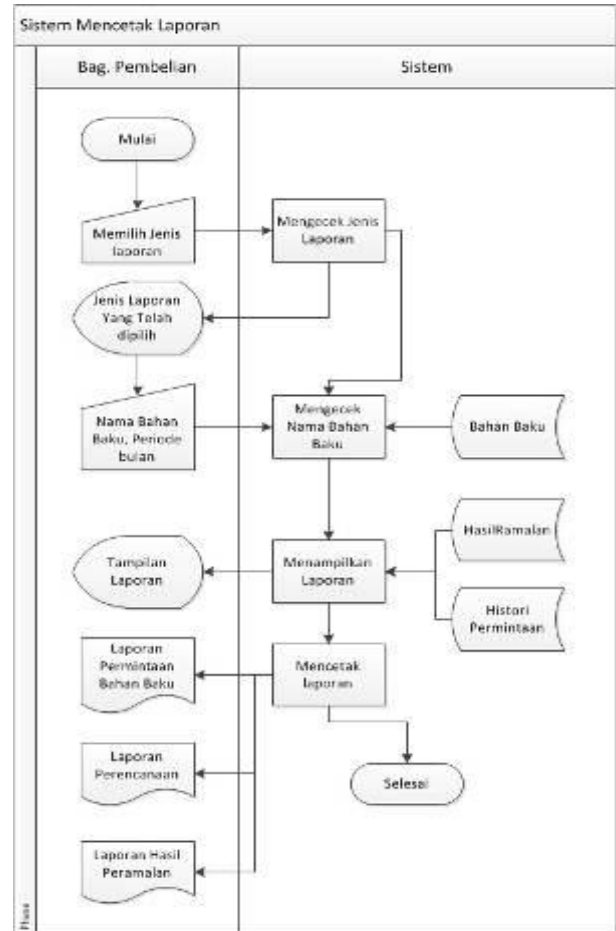 Sistem Mencetak Laporan
Bag. Pembelian
Sistem
Mulai
Memilih Jenis
laporan
Mengecek Jenis
Laporan
Jenis Laporan
Yang Telah
dipilih
Nama Bahan
Baku, Periode
bulan
Mengecek
Nama Bahan
Baku
Bahan Baku
HasilRamalan
Tampilan
Laporan
Menampilkan
Laporan
Histori
Permintaan
Laporan
Permintaan
Bahan Baku
Mencetak
laporan
Laporan
Perencanaan
Selesai
Laporan Hasil
Peramalan
Phase